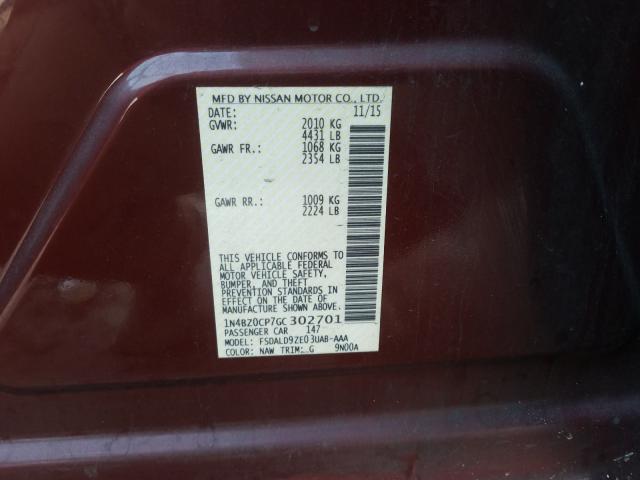 MFD BY NISSAN MOTOR CO., LTD.
DATE: 11/15
GVWR: 2010 KG
4431 LB
GAWR FR.: 1068 KG
2354 LB
GAWR RR.: 1009 KG
2224 LB
THIS VEHICLE CONFORMS TO
ALL APPLICABLE FEDERAL
MOTOR VEHICLE SAFETY,
BUMPER, AND THEFT
PREVENTION STANDARDS IN
EFFECT ON THE DATE OF
MANUFACTURE SHOWN ABOVE.
1N4BZ0CP7GC302701
PASSENGER CAR 147
MODEL: FSDALD9ZE03UAB-AAA
COLOR: NAW TRIM: G 9N00A